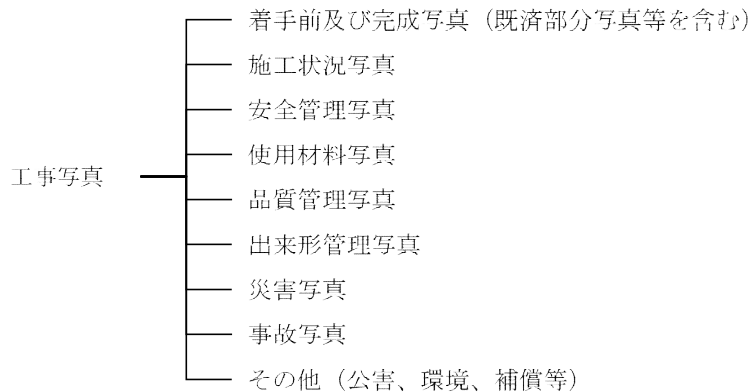 着手前及び完成写真（既済部分写真等を含む）
施工状況写真
安全管理写真
使用材料写真
工事写真
品質管理写真
出来形管理写真
災害写真
事故写真
その他（公害、環境、補償等）